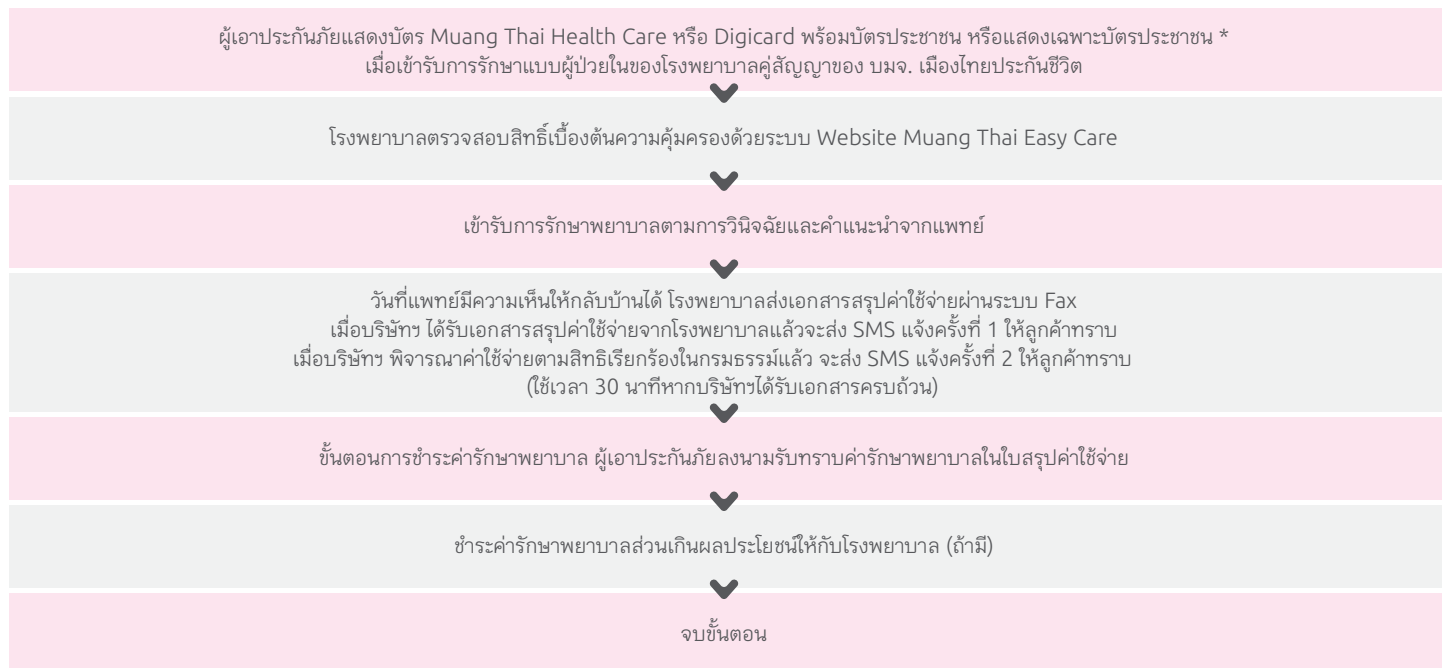 ผู้เอาประกันภัยแสดงบัตร Muang Thai Health Care หรือ Digicard พร้อมบัตรประชาชน หรือแสดงเฉพาะบัตรประชาชน *
เมื่อเข้ารับการรักษาแบบผู้ป่วยในของโรงพยาบาลคู่สัญญาของ บมจ. เมืองไทยประกันชีวิต
โรงพยาบาลตรวจสอบสิทธิ์เบื้องต้นความคุ้มครองด้วยระบบ Website Muang Thai Easy Care
เข้ารับการรักษาพยาบาลตามการวินิจฉัยและคำแนะนำจากแพทย์
วันที่แพทย์มีความเห็นให้กลับบ้านได้ โรงพยาบาลส่งเอกสารสรุปค่าใช้จ่ายผ่านระบบ Fax
เมื่อบริษัทฯ ได้รับเอกสารสรุปค่าใช้จ่ายจากโรงพยาบาลแล้วจะส่ง SMS แจ้งครั้งที่ 1 ให้ลูกค้าทราบ
เมื่อบริษัทฯ พิจารณาค่าใช้จ่ายตามสิทธิเรียกร้องในกรมธรรม์แล้ว จะส่ง SMS แจ้งครั้งที่ 2 ให้ลูกค้าทราบ
(ใช้เวลา 30 นาทีหากบริษัทฯได้รับเอกสารครบถ้วน)
ขั้นตอนการชำระค่ารักษาพยาบาล ผู้เอาประกันภัยลงนามรับทราบค่ารักษาพยาบาลในใบสรุปค่าใช้จ่าย
ชำระค่ารักษาพยาบาลส่วนเกินผลประโยชน์ให้กับโรงพยาบาล (ถ้ามี)
จบขั้นตอน